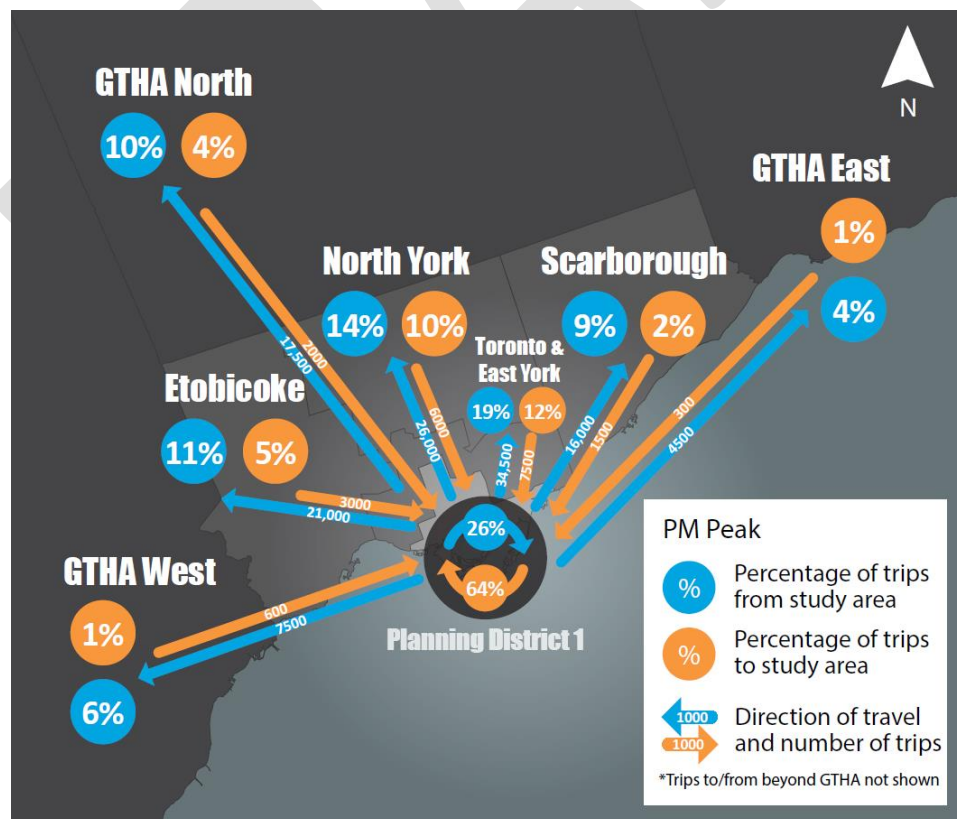 GTHA North
10%
4%
N
GTHA East
1%
4%
North York
14%
10%
Scarborough
9%
2%
Toronto &
East York
19%
12%
Etobicoke
11%
5%
GTHA West
1%
6%
2000
17,500
6000
26,000
34,500
7500
16,000
1500
300
4500
3000
21,000
600
7500
26%
64%
Planning District 1
PM Peak
%
Percentage of trips
from study area
%
Percentage of trips
to study area
1000
1000
Direction of travel
and number of trips
*Trips to/from beyond GTHA not shown